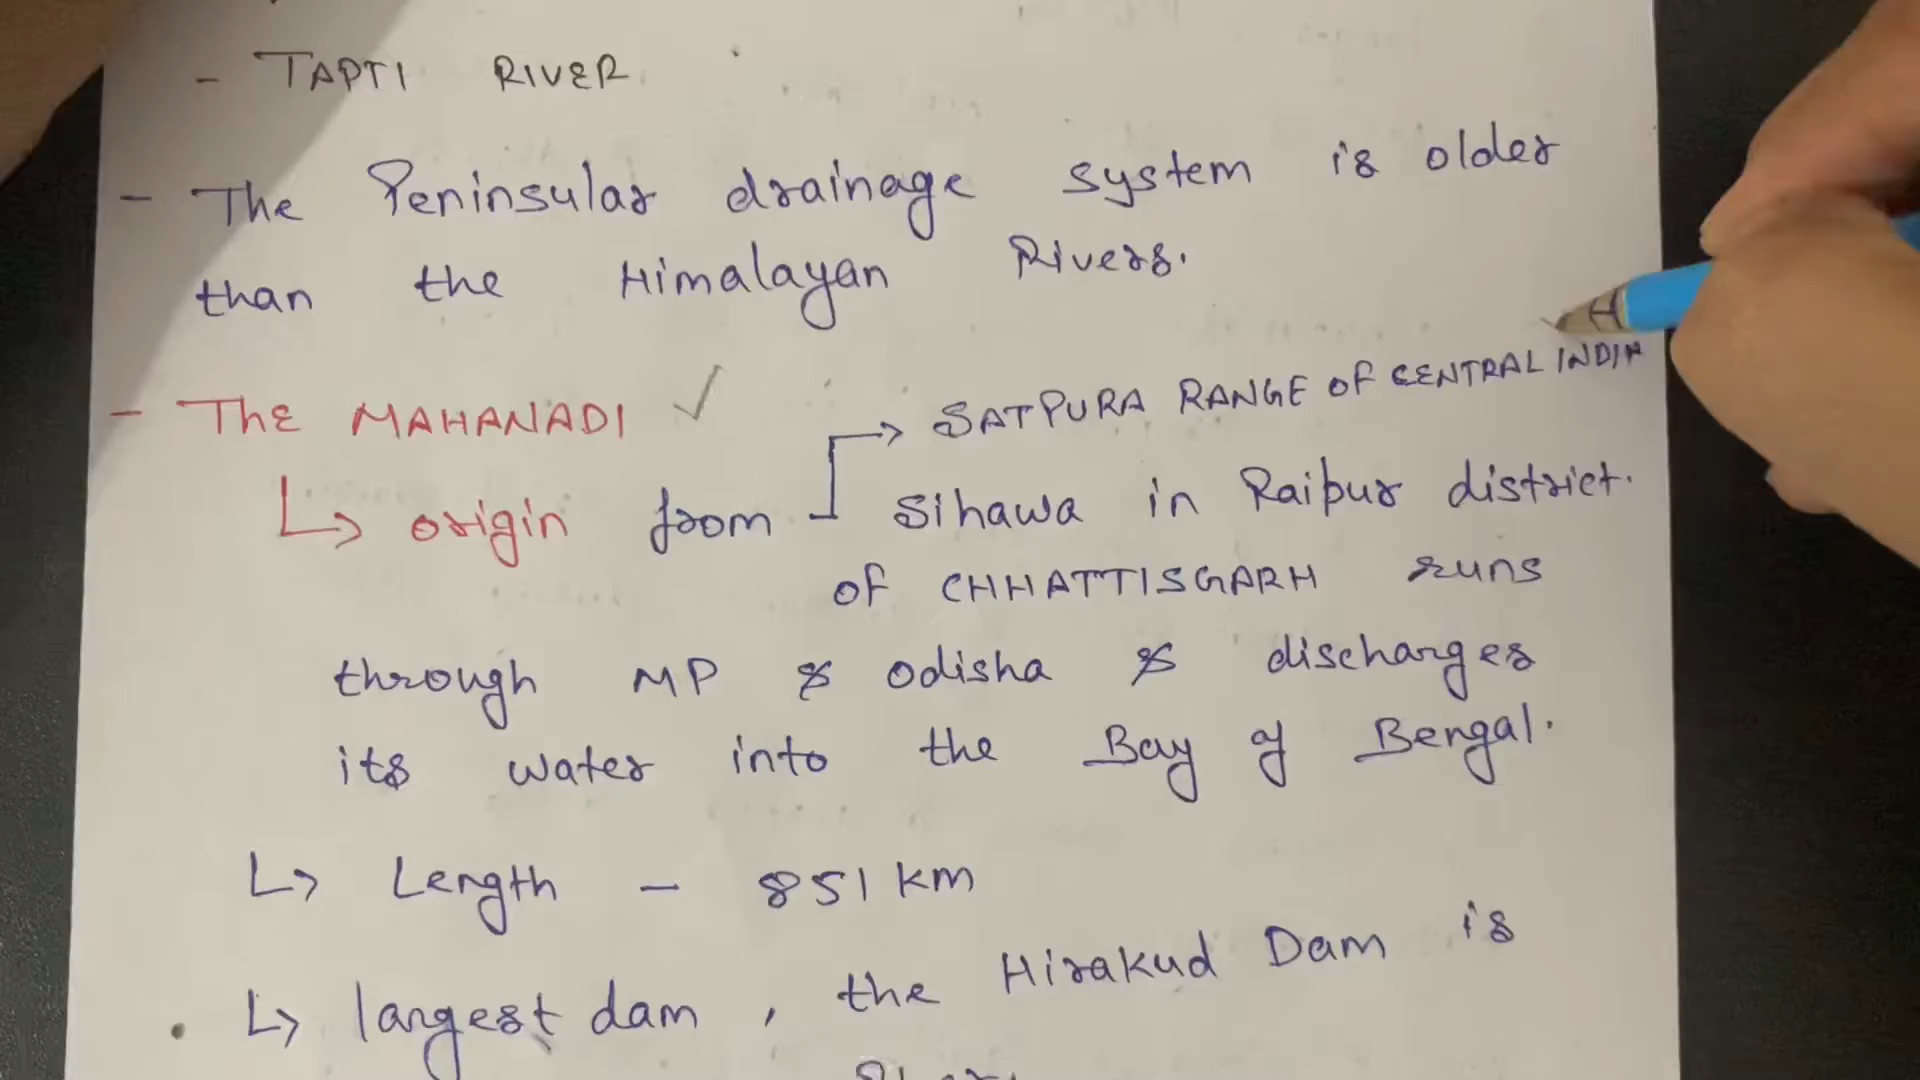 - TAPTI RIVER
- The Peninsular drainage system is older
than the Himalayan Rivers.
- THE MAHANADI ✓
→ SATPURA RANGE OF CENTRAL INDIA
↳ origin from Sihawa in Raipur district.
of CHHATTISGARH runs
through MP & Odisha & discharges
its water into the Bay of Bengal.
↳ Length - 851 km
↳ largest dam, the Hirakud Dam is